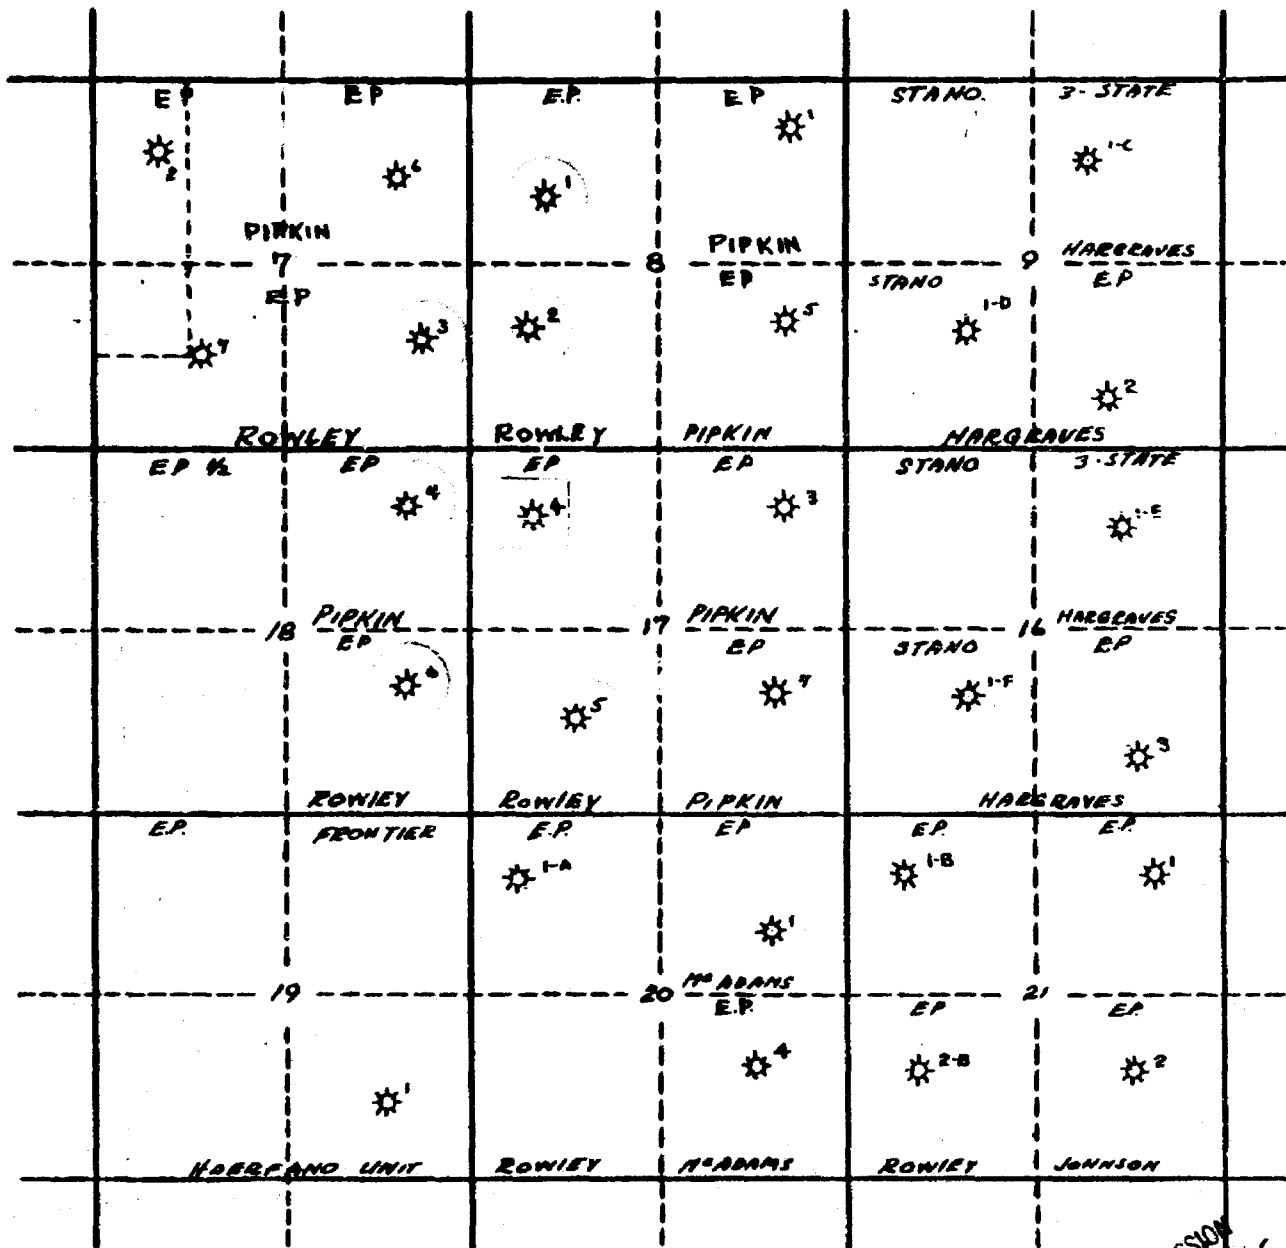 EP EP E.P. EP STANO. 3-STATE
1
2 6 1 1-C
PIPKIN PIPKIN HARGRAVES
7 8 9
EP EP STANO EP
3 2 5 1-D
7 2
ROWLEY ROWLEY PIPKIN HARGRAVES
EP 1/2 EP EP EP STANO 3-STATE
4 4 3 1-E
PIPKIN PIPKIN HARGRAVES
18 17 16
EP EP STANO EP
6 7 1-F
5
3
ROWLEY ROWLEY PIPKIN HARGRAVES
E.P. FRONTIER E.P. EP E.P. E.P.
1-A 1-B 1
1
McADAMS
19 20 21
E.P. EP E.P.
4 2-B 2
1
UNIT ROWLEY McADAMS ROWLEY JOHNSON